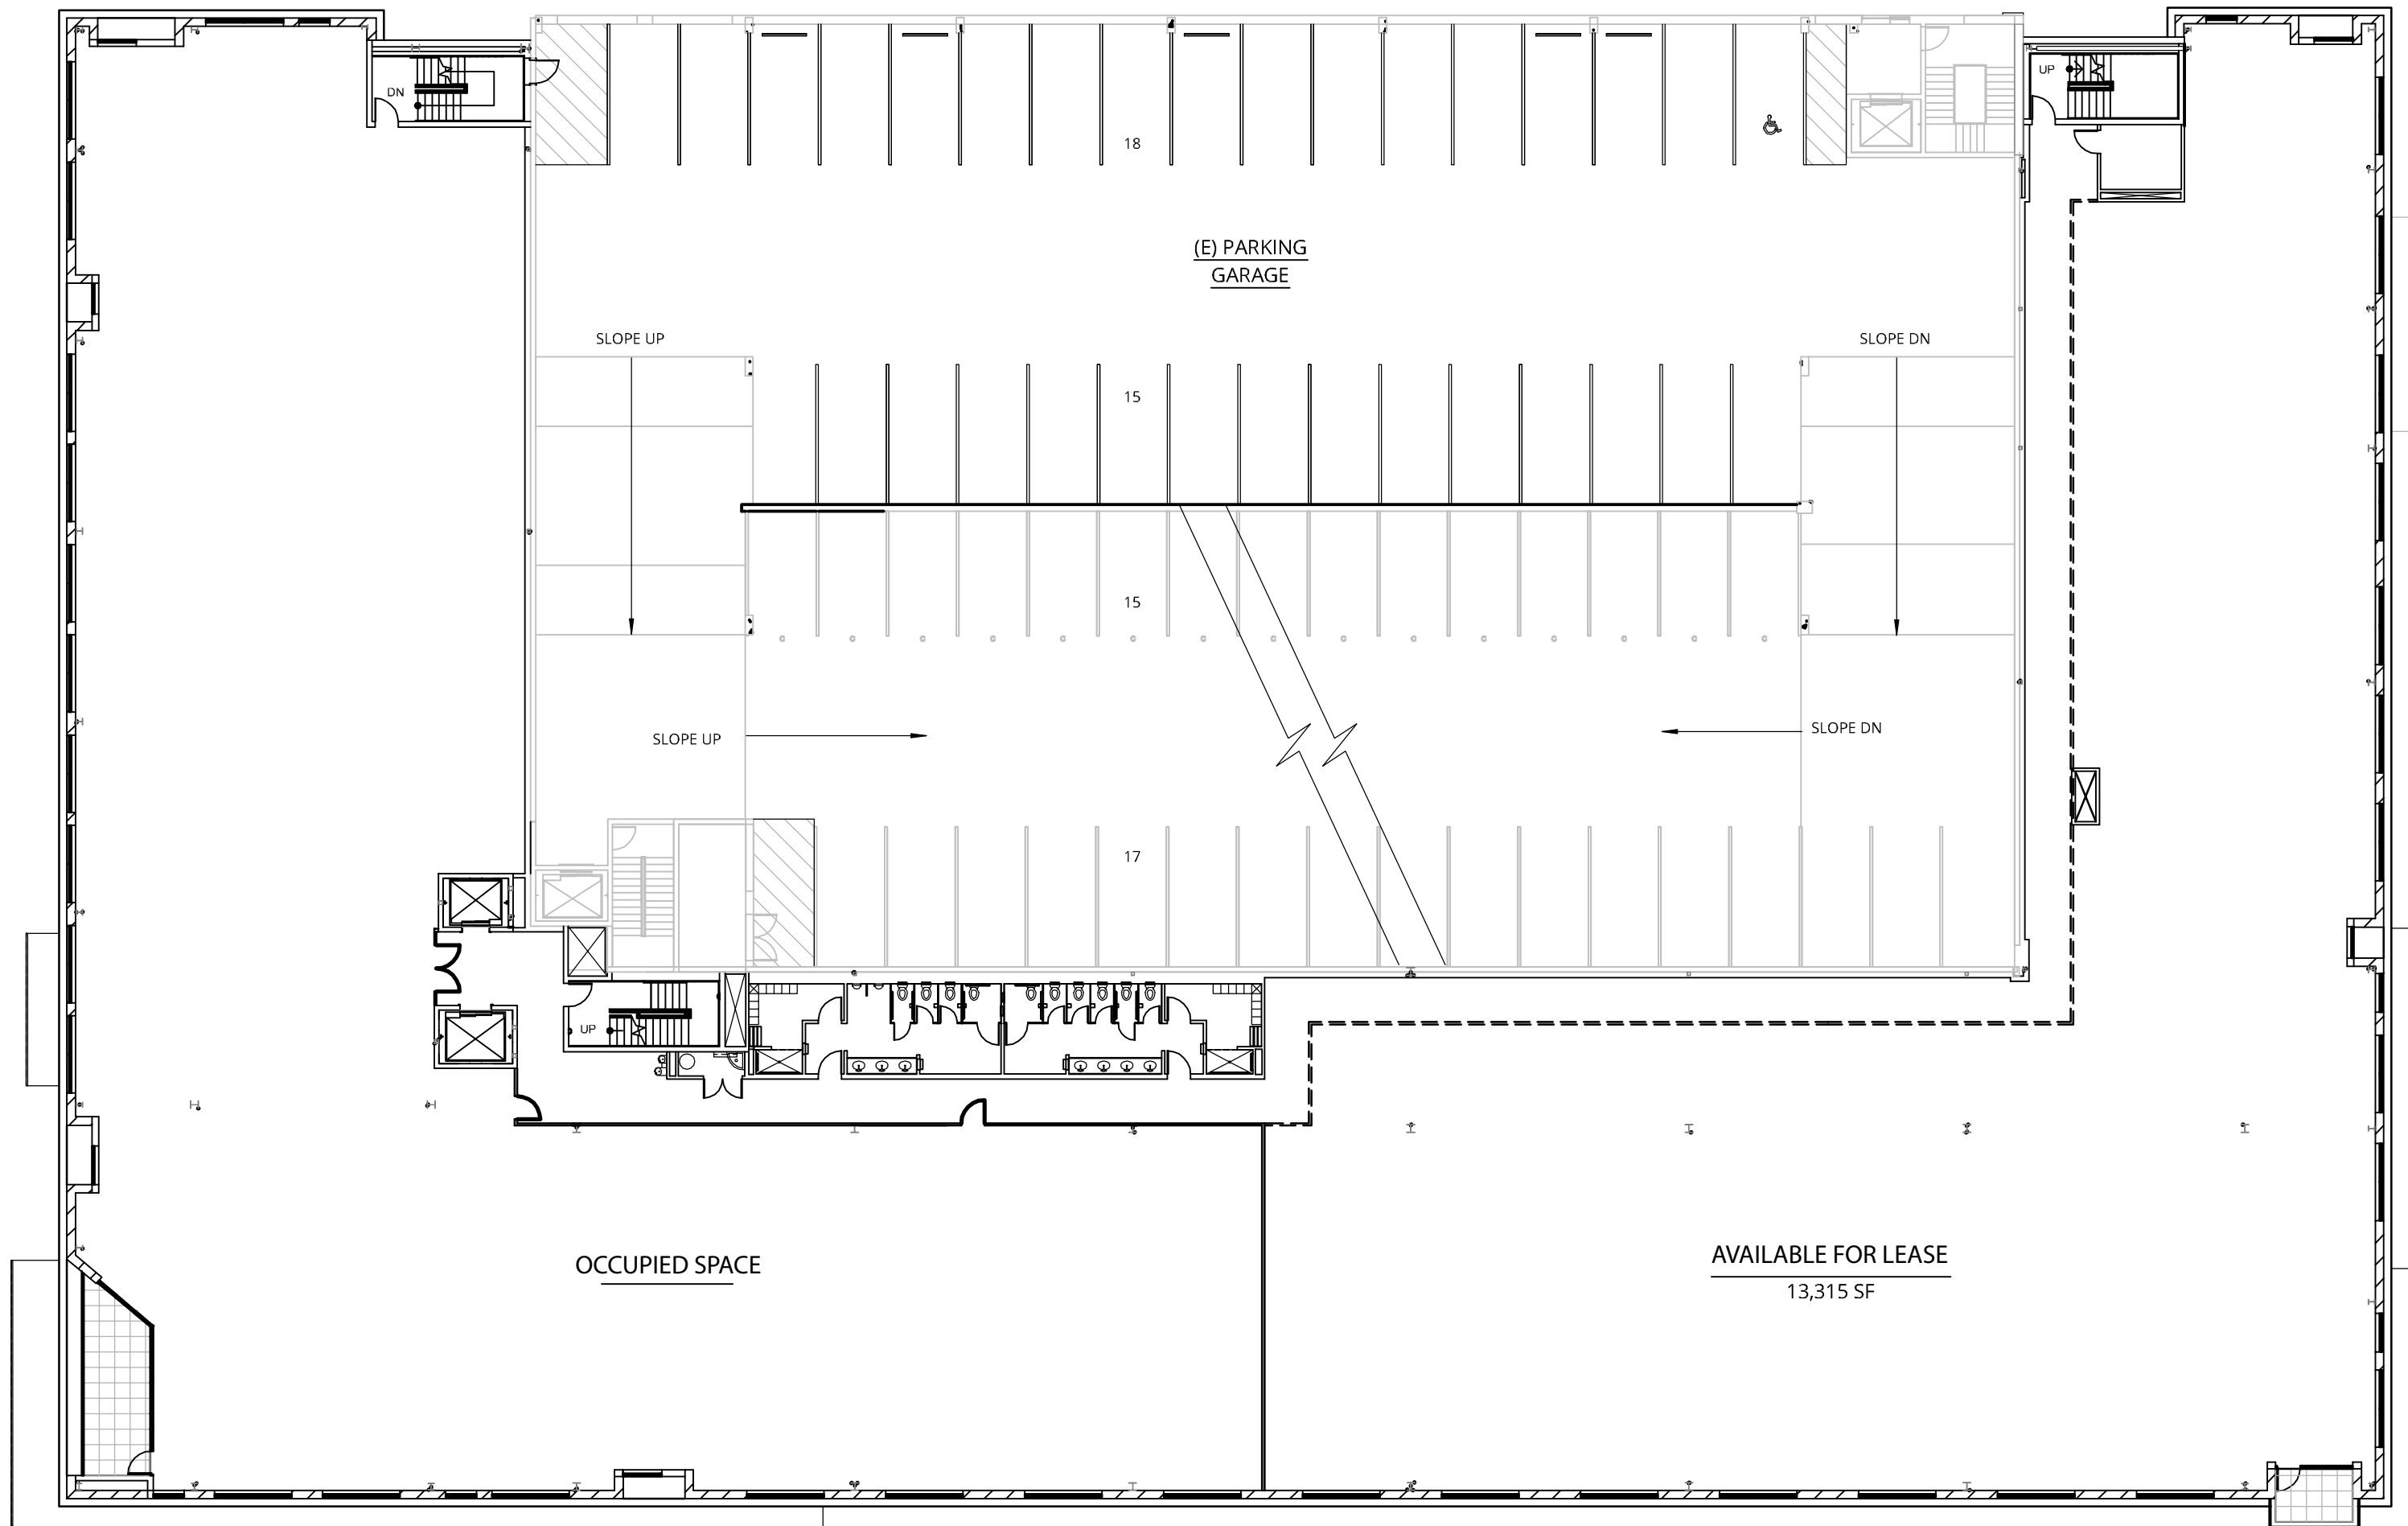 UP
DN
18
(E) PARKING
GARAGE
SLOPE UP
SLOPE DN
15
15
SLOPE UP
SLOPE DN
17
UP
OCCUPIED SPACE
AVAILABLE FOR LEASE
13,315 SF